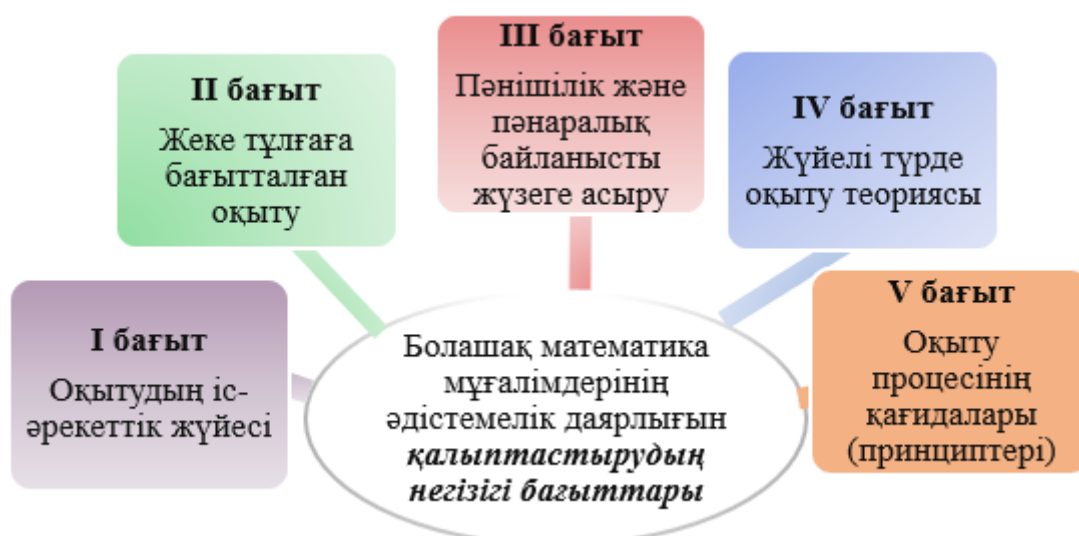 I бағыт
Оқытудың іс-
әрекеттік жүйесі
II бағыт
Жеке тұлғаға
бағытталған
оқыту
III бағыт
Пәнішілік және
пәнаралық
байланысты
жүзеге асыру
IV бағыт
Жүйелі түрде
оқыту теориясы
V бағыт
Оқыту
процесінің
қағидалары
(принциптері)
Болашақ математика
мұғалімдерінің
әдістемелік даярлығын
қалыптастырудың
негізігі бағыттары